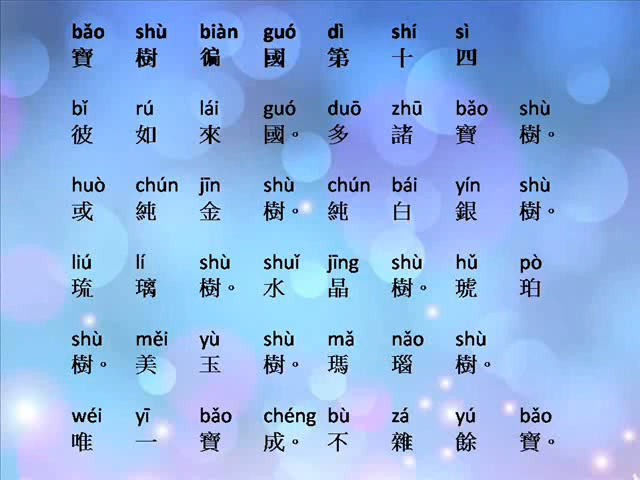 bǎo shù biàn guó dì shí sì
寶樹徧國第十四
bǐ rú lái guó duō zhū bǎo shù
彼如來國。多諸寶樹。
huò chún jīn shù chún bái yín shù
或純金樹。純白銀樹。
liú lí shù shuǐ jīng shù hǔ pò
琉璃樹。水晶樹。琥珀
shù měi yù shù mǎ nǎo shù
樹。美玉樹。瑪瑙樹。
wéi yī bǎo chéng bù zá yú bǎo
唯一寶成。不雜餘寶。